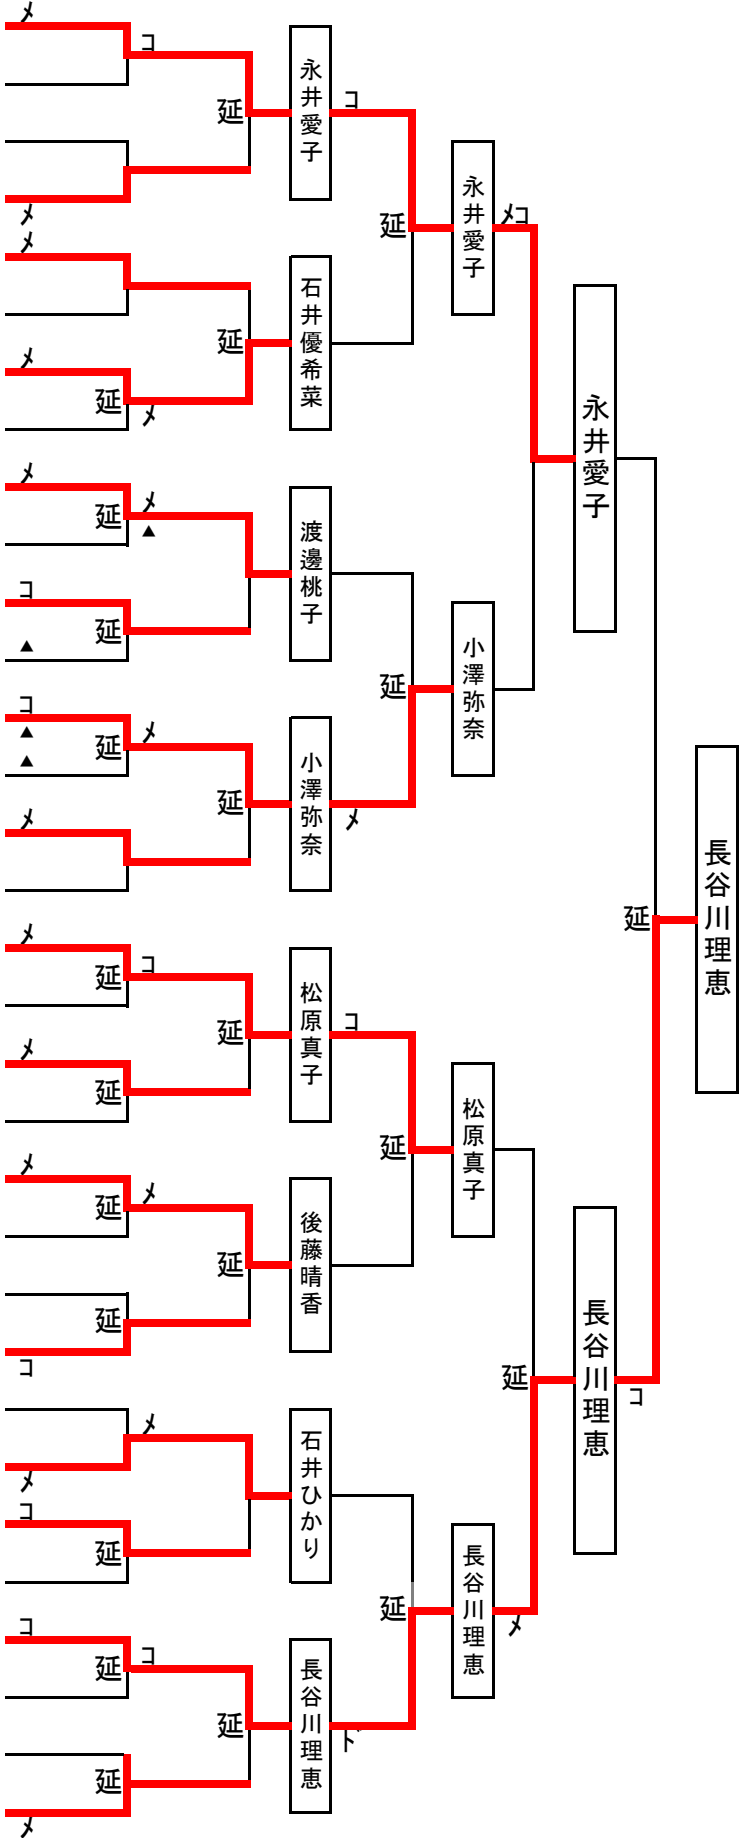 メ
コ
延
メ
メ
延
メ
延
メ
メ
延
メ
▲
コ
延
▲
コ
延
▲
▲
メ
延
メ
メ
延
コ
延
メ
延
メ
延
メ
延
延
コ
メ
メ
コ
延
コ
延
コ
延
延
メ
永井愛子
コ
石井優希菜
延
渡邊桃子
小澤弥奈
延
メ
松原真子
コ
後藤晴香
延
石井ひかり
長谷川理恵
延
ド
永井愛子
メコ
小澤弥奈
松原真子
延
長谷川理恵
メ
永井愛子
長谷川理恵
延
コ
長谷川理恵